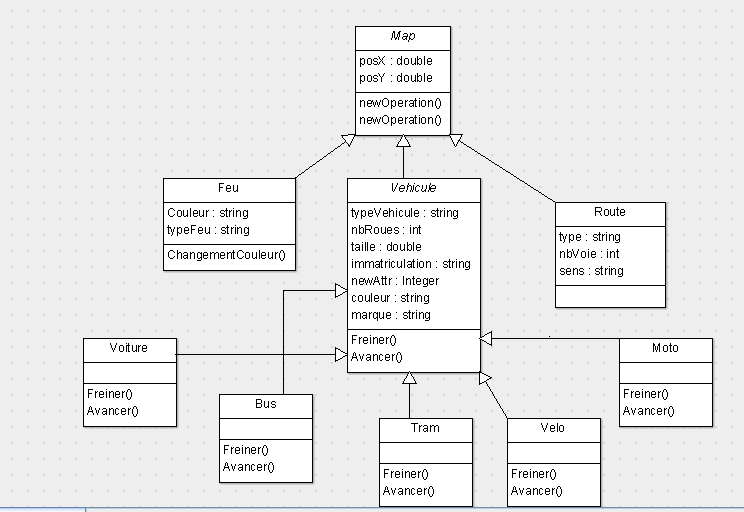 Map
posX : double
posY : double
newOperation()
newOperation()
Feu
Couleur : string
typeFeu : string
ChangementCouleur()
Vehicule
typeVehicule : string
nbRoues : int
taille : double
immatriculation : string
newAttr : Integer
couleur : string
marque : string
Freiner()
Avancer()
Route
type : string
nbVoie : int
sens : string
Voiture
Freiner()
Avancer()
Bus
Freiner()
Avancer()
Tram
Freiner()
Avancer()
Velo
Freiner()
Avancer()
Moto
Freiner()
Avancer()